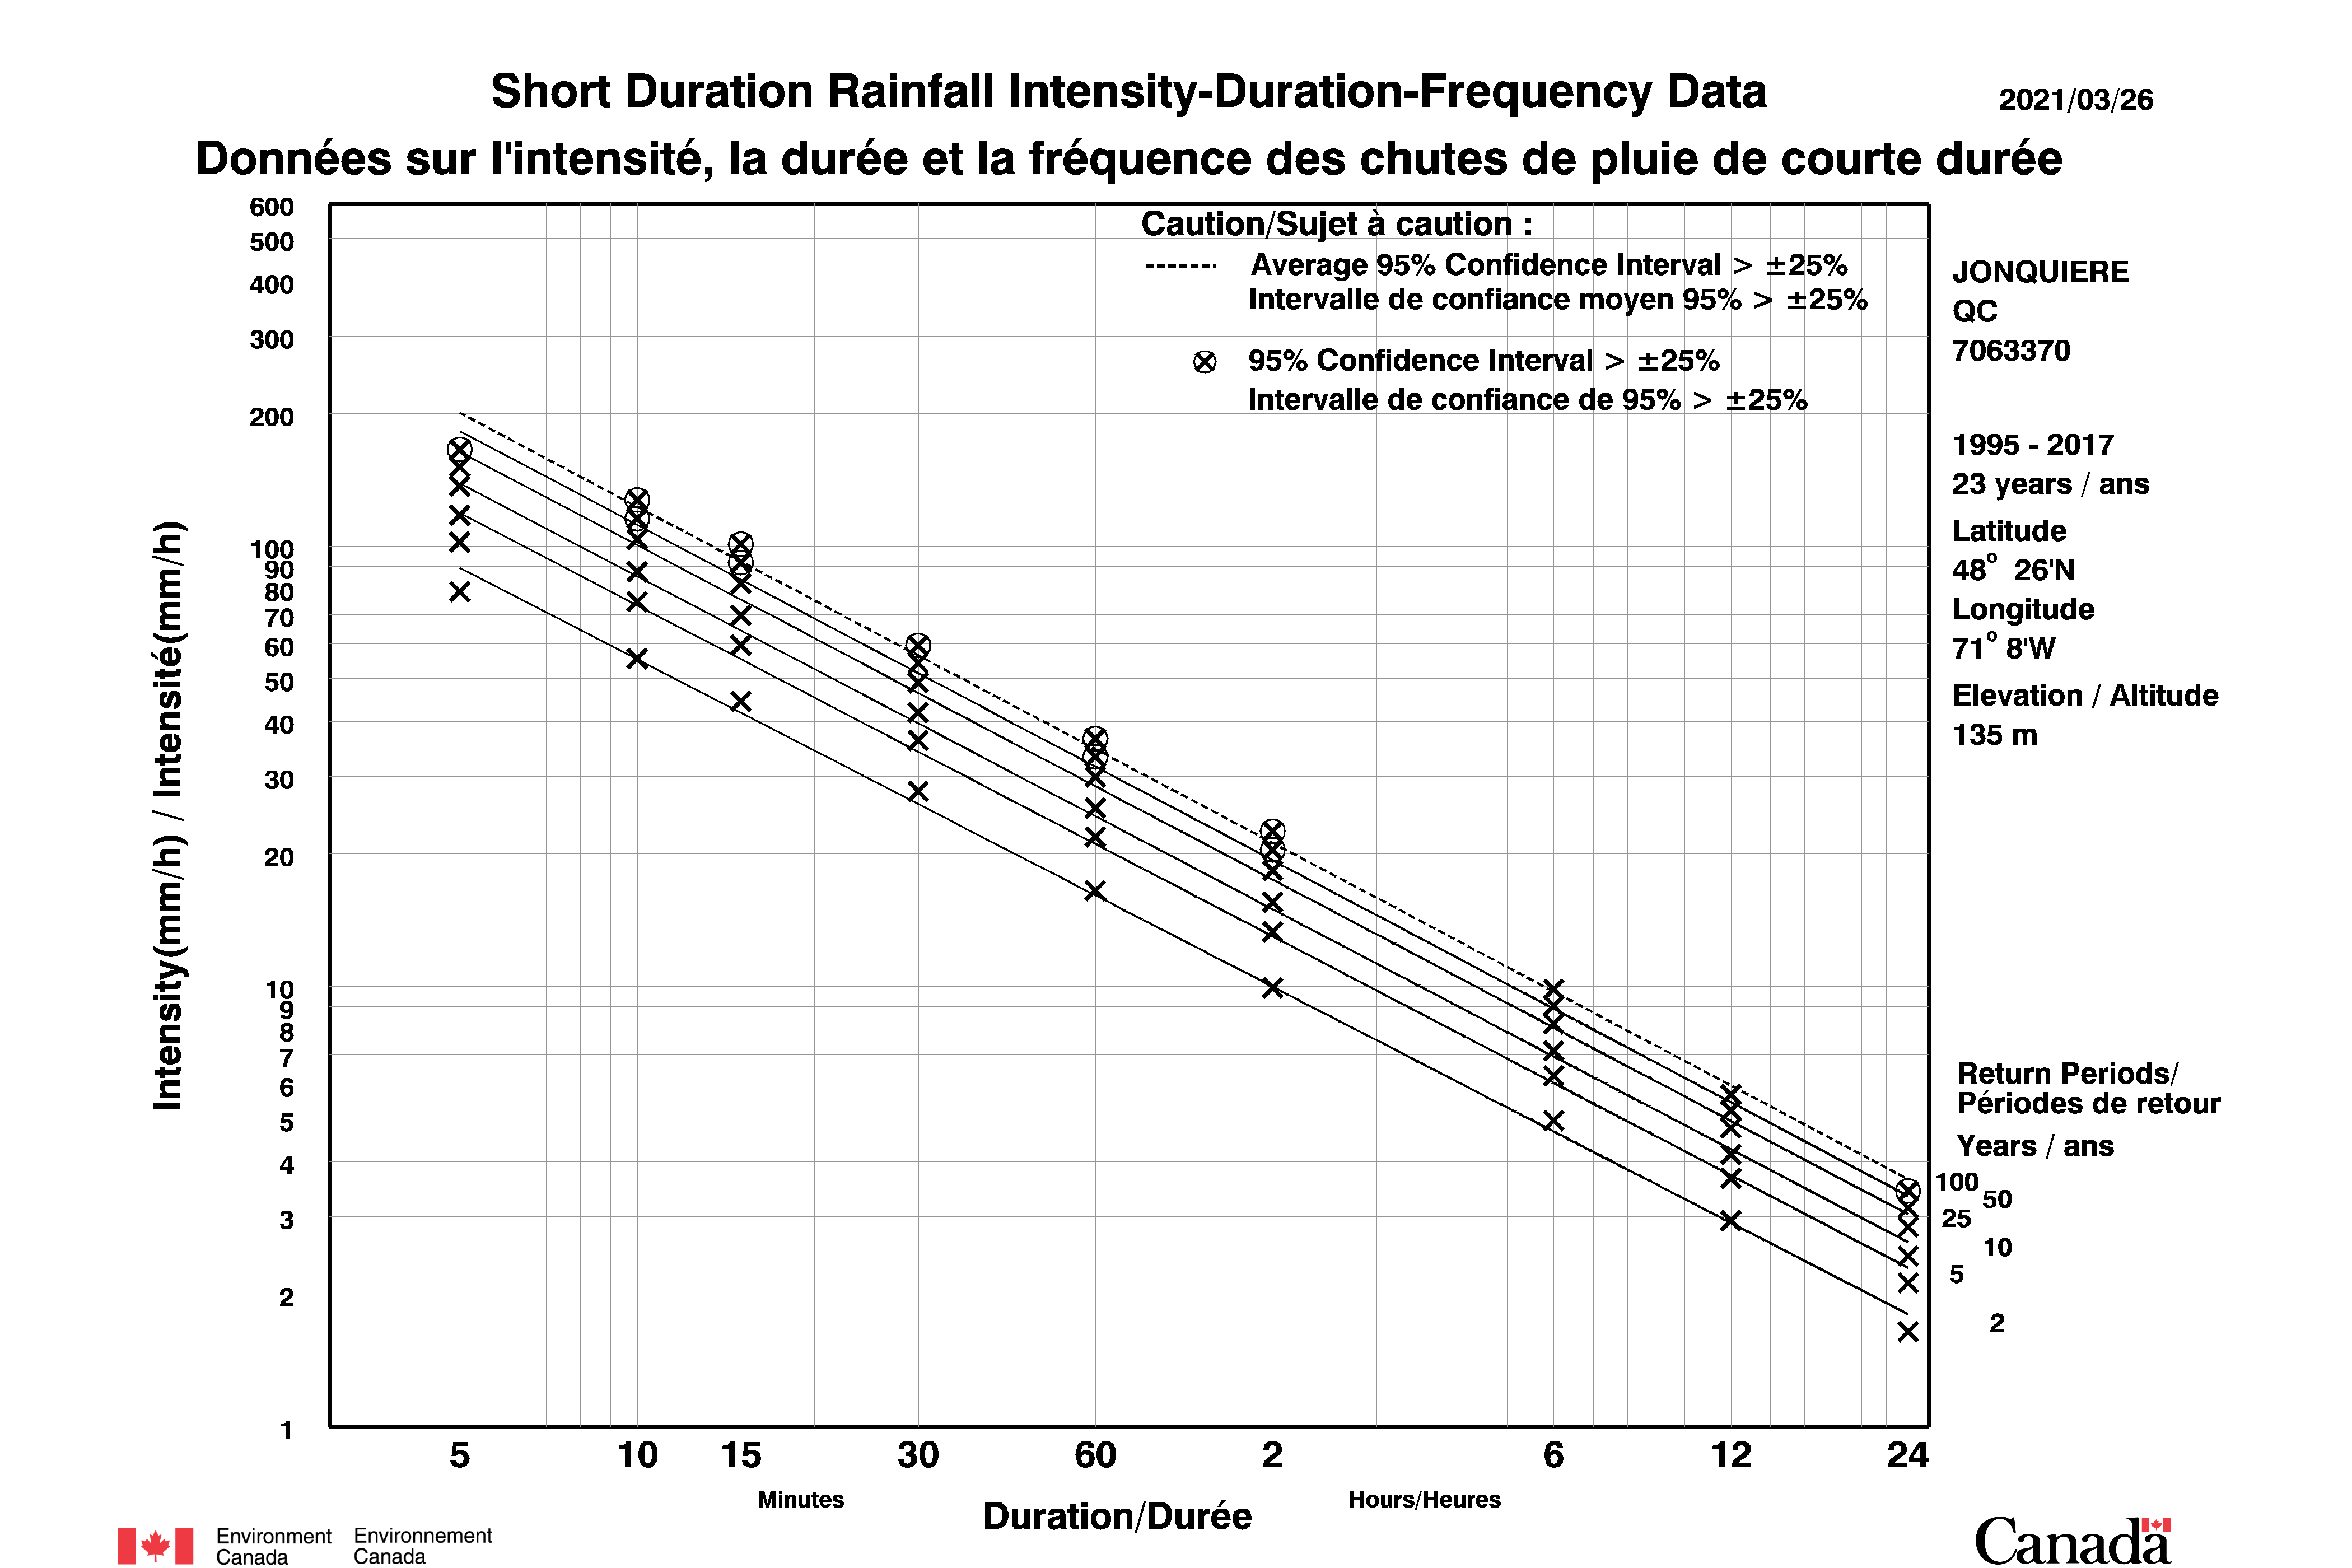 Short Duration Rainfall Intensity-Duration-Frequency Data
2021/03/26
Données sur l'intensité, la durée et la fréquence des chutes de pluie de courte durée
Caution/Sujet à caution :
Average 95% Confidence Interval > ±25%
Intervalle de confiance moyen 95% > ±25%
95% Confidence Interval > ±25%
Intervalle de confiance de 95% > ±25%
JONQUIERE
QC
7063370
1995 - 2017
23 years / ans
Latitude
48° 26'N
Longitude
71° 8'W
Elevation / Altitude
135 m
Return Periods/
Périodes de retour
Years / ans
100
50
25
10
5
2
Intensity(mm/h) / Intensité(mm/h)
600
500
400
300
200
100
90
80
70
60
50
40
30
20
10
9
8
7
6
5
4
3
2
1
5 10 15 30 60 2 6 12 24
Minutes
Hours/Heures
Duration/Durée
Environment Environnement
Canada Canada
Canada